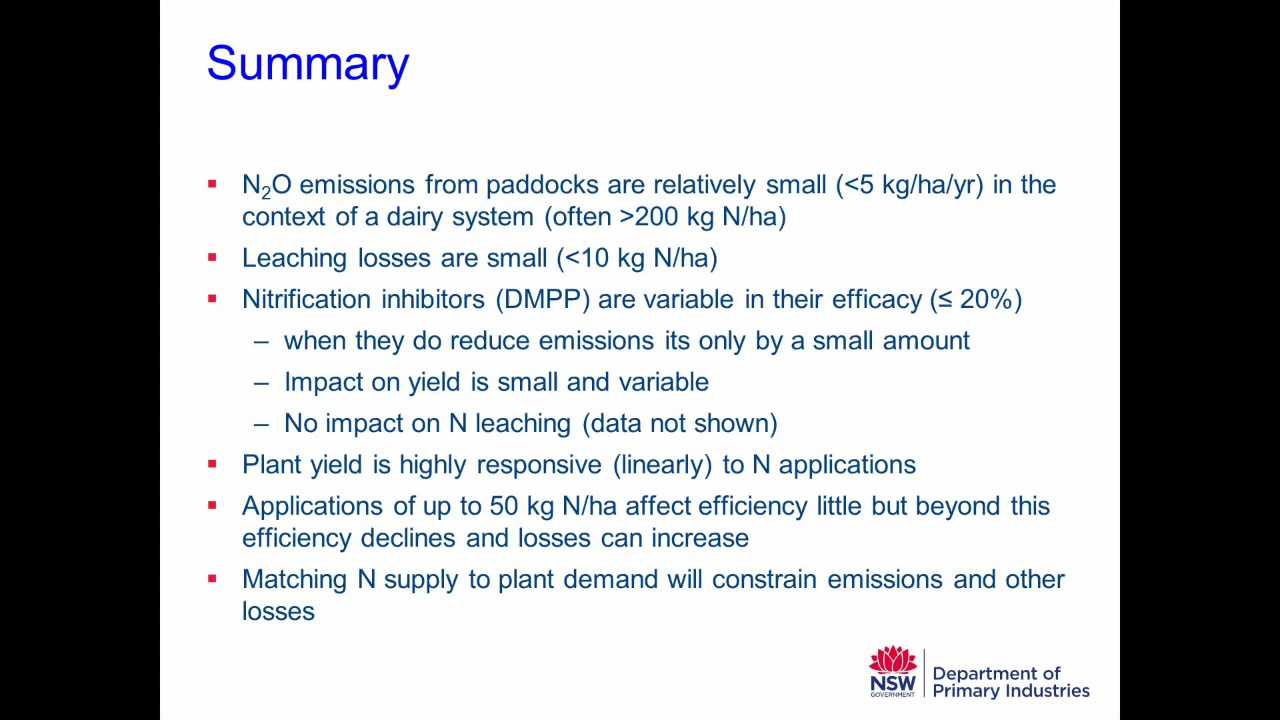 Summary
▪ N₂O emissions from paddocks are relatively small (<5 kg/ha/yr) in the
context of a dairy system (often >200 kg N/ha)
▪ Leaching losses are small (<10 kg N/ha)
▪ Nitrification inhibitors (DMPP) are variable in their efficacy (≤ 20%)
– when they do reduce emissions its only by a small amount
– Impact on yield is small and variable
– No impact on N leaching (data not shown)
▪ Plant yield is highly responsive (linearly) to N applications
▪ Applications of up to 50 kg N/ha affect efficiency little but beyond this
efficiency declines and losses can increase
▪ Matching N supply to plant demand will constrain emissions and other
losses
NSW
GOVERNMENT
Department of
Primary Industries